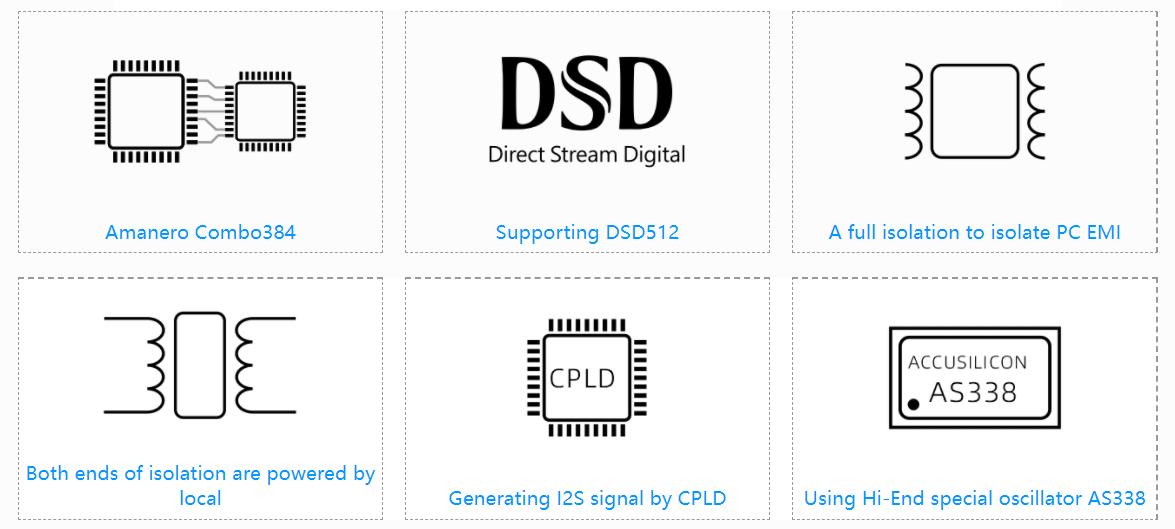 DSD
Direct Stream Digital
Amanero Combo384
Supporting DSD512
A full isolation to isolate PC EMI
CPLD
ACCUSILICON
AS338
Both ends of isolation are powered by
local
Generating I2S signal by CPLD
Using Hi-End special oscillator AS338